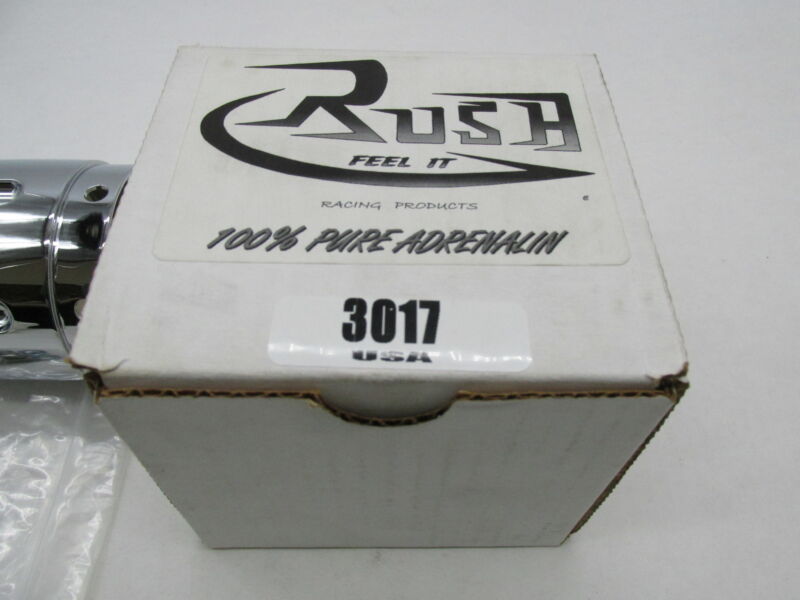 RUSH
FEEL IT
RACING PRODUCTS
100% PURE ADRENALIN
3017
USA